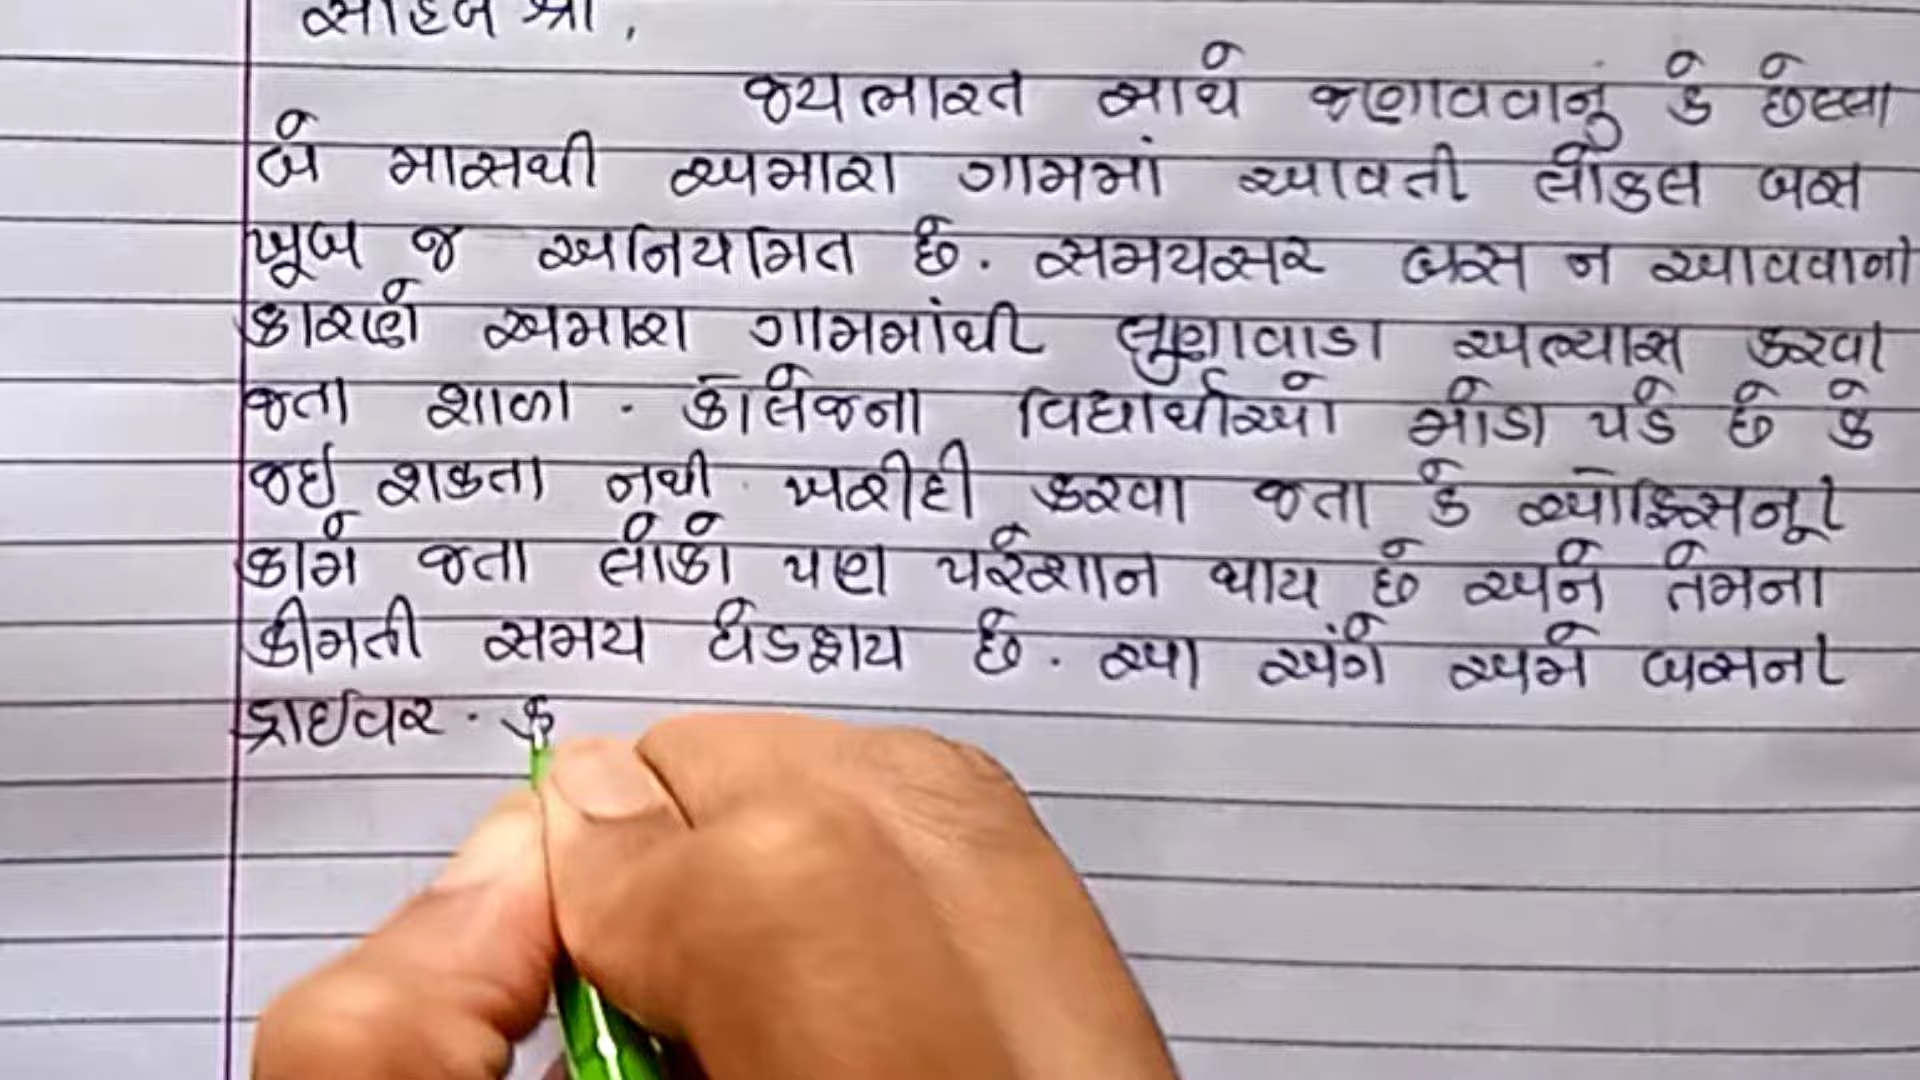 સાહેબ શ્રી,
જયભારત સાથે જણાવવાનું કે છેલ્લા
બે માસથી અમારા ગામમાં આવતી લોકલ બસ
ખૂબ જ અનિયમિત છે. સમયસર બસ ન આવવાના
કારણે અમારા ગામમાંથી લુણાવાડા અભ્યાસ કરવા
જતા શાળા - કૉલેજના વિદ્યાર્થીઓ મોડા પડે છે કે
જઈ શકતા નથી. ખરીદી કરવા જતા કે ઑફિસના
કામે જતા લોકો પણ પરેશાન થાય છે અને તેમના
કીમતી સમય વેડફાય છે. આ અંગે અમે બસના
ડ્રાઈવર - ક